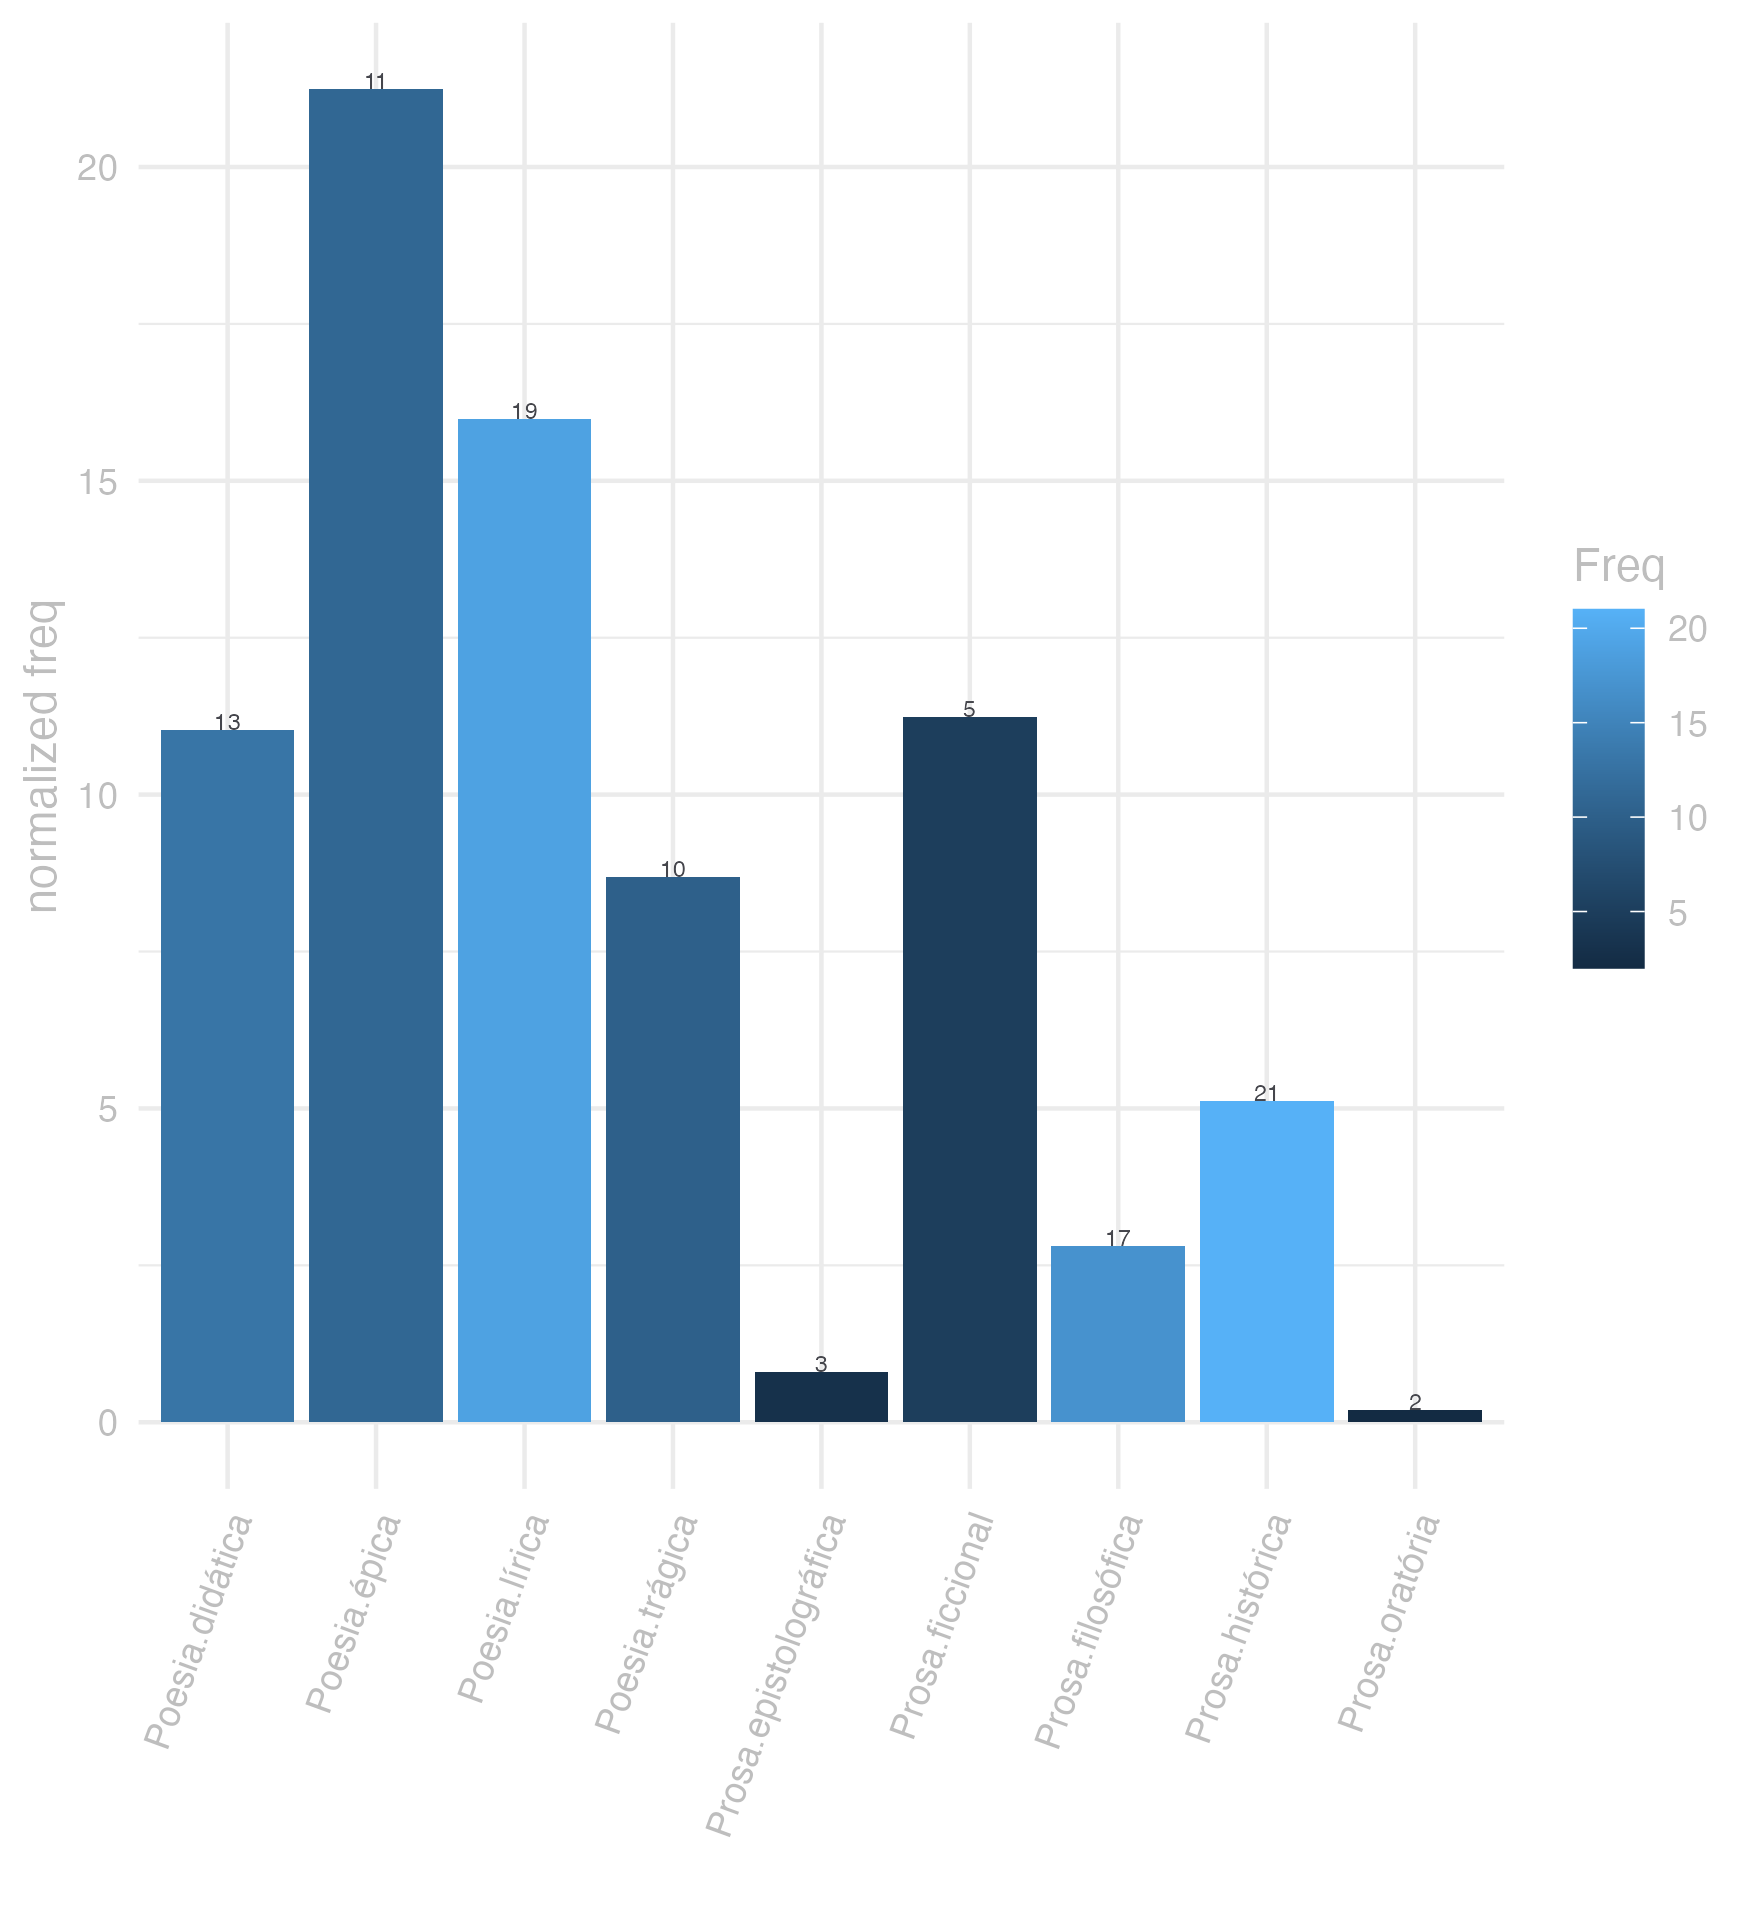 normalized freq
20
15
10
5
0
13
11
19
10
3
5
17
21
2
Poesia.didática
Poesia.épica
Poesia.lírica
Poesia.trágica
Prosa.epistolográfica
Prosa.ficcional
Prosa.filosófica
Prosa.histórica
Prosa.oratória
Freq
20
15
10
5